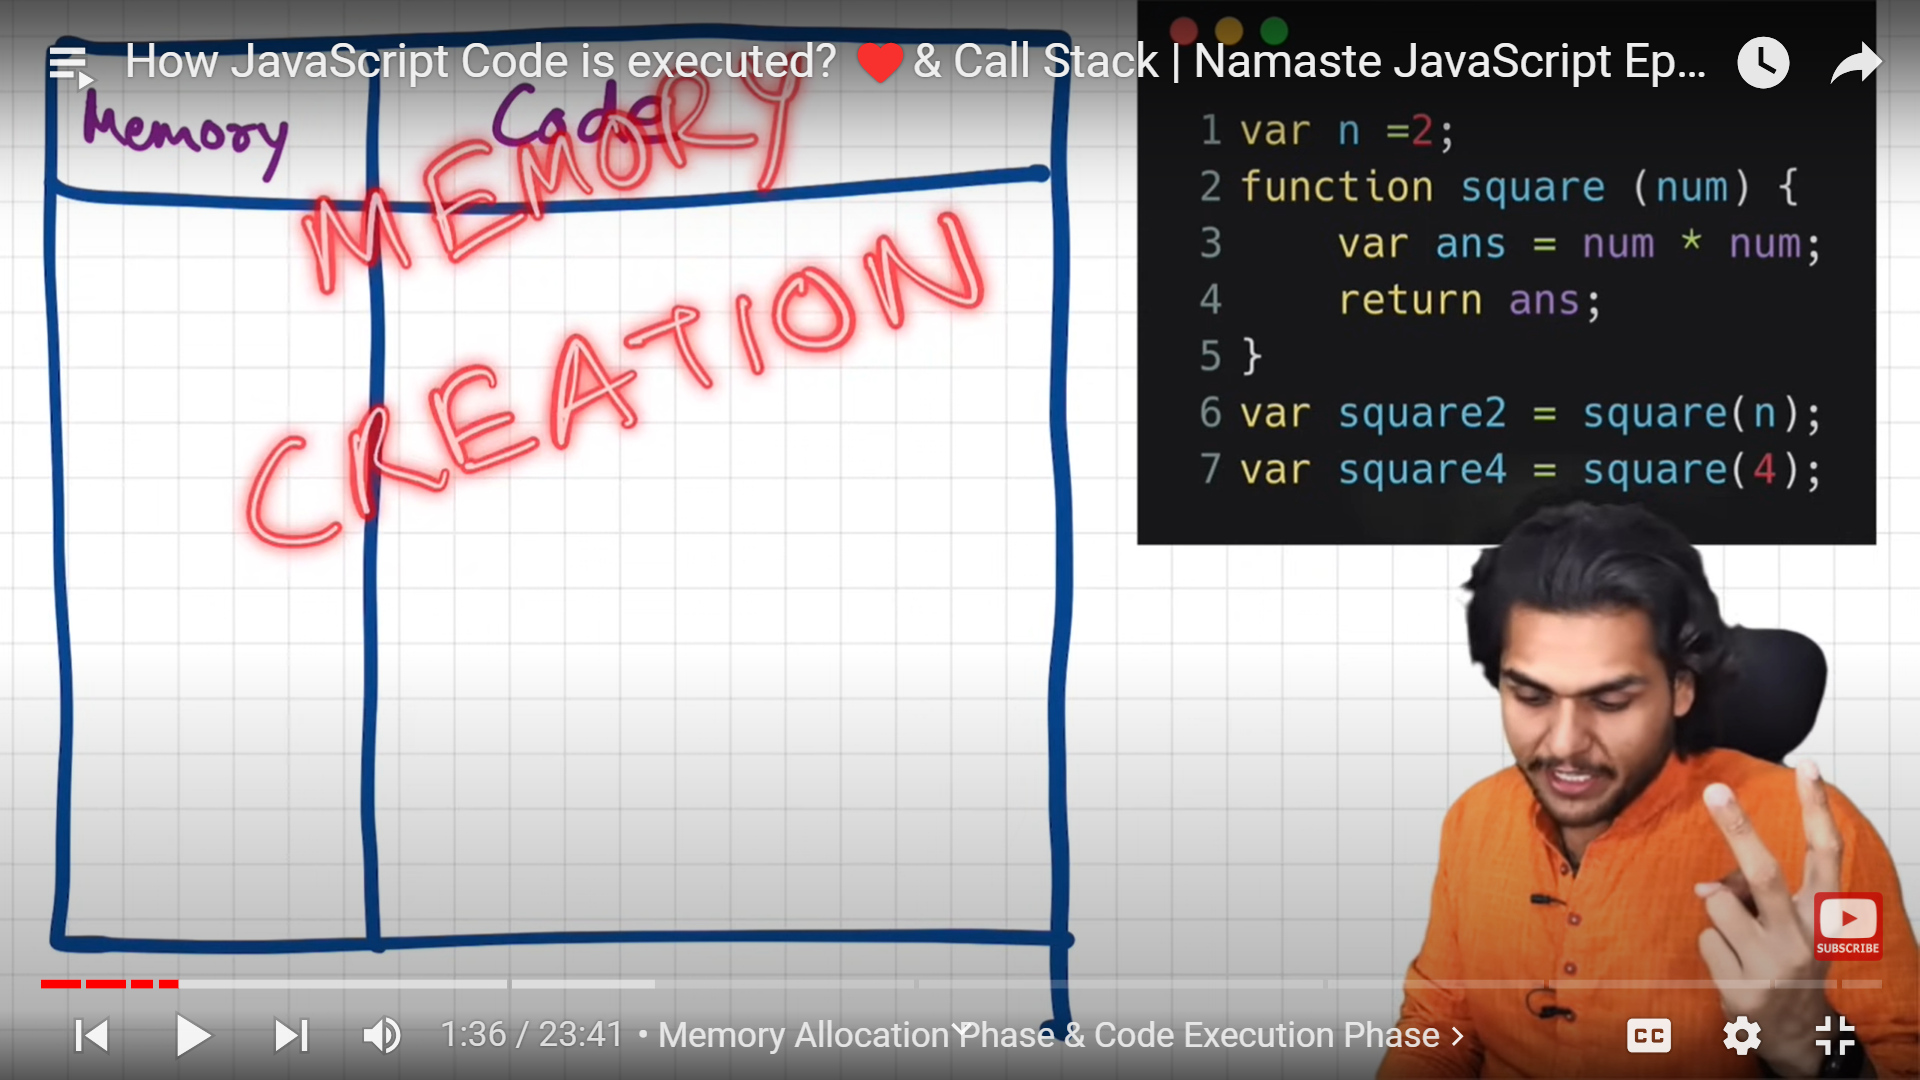 How JavaScript Code is executed? ❤️ & Call Stack | Namaste JavaScript Ep...
Memory
Code
MEMORY
CREATION
1 var n =2;
2 function square (num) {
3 var ans = num * num;
4 return ans;
5 }
6 var square2 = square(n);
7 var square4 = square(4);
SUBSCRIBE
1:36 / 23:41 • Memory Allocation Phase & Code Execution Phase >
CC